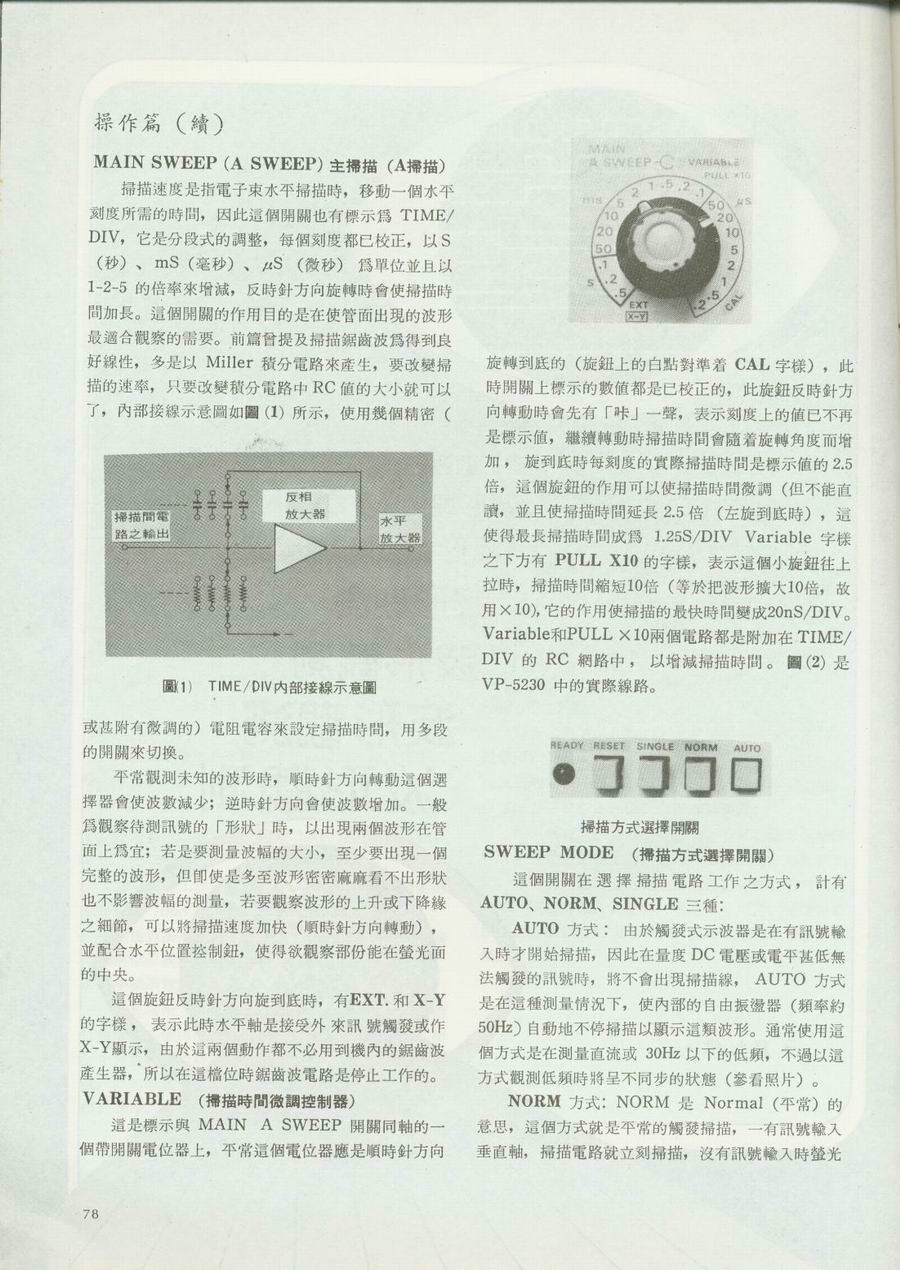 操作篇（續）
MAIN SWEEP (A SWEEP) 主掃描（A掃描）
掃描速度是指電子束水平掃描時，移動一個水平
刻度所需的時間，因此這個開關也有標示爲 TIME/
DIV，它是分段式的調整，每個刻度都已校正，以S
（秒）、mS（毫秒）、μS （微秒） 爲單位並且以
1-2-5 的倍率來增減，反時針方向旋轉時會使掃描時
間加長。這個開關的作用目的是在使管面出現的波形
最適合觀察的需要。前篇曾提及掃描鋸齒波爲得到良
好線性，多是以 Miller 積分電路來產生，要改變掃
描的速率，只要改變積分電路中 RC 値的大小就可以
了，內部接線示意圖如圖 (1) 所示，使用幾個精密（
掃描閘電
路之輸出
反相
放大器
水平
放大器
圖(1) TIME/DIV內部接線示意圖
或甚附有微調的）電阻電容來設定掃描時間，用多段
的開關來切換。
平常觀測未知的波形時，順時針方向轉動這個選
擇器會使波數減少；逆時針方向會使波數增加。一般
爲觀察待測訊號的「形狀」時，以出現兩個波形在管
面上爲宜；若是要測量波幅的大小，至少要出現一個
完整的波形，但卽使是多至波形密密麻麻看不出形狀
也不影響波幅的測量，若要觀察波形的上升或下降緣
之細節，可以將掃描速度加快（順時針方向轉動），
並配合水平位置控制鈕，使得欲觀察部份能在螢光面
的中央。
這個旋鈕反時針方向旋到底時，有EXT. 和 X-Y
的字樣， 表示此時水平軸是接受外 來訊 號觸發或作
X-Y顯示，由於這兩個動作都不必用到機內的鋸齒波
產生器，所以在這檔位時鋸齒波電路是停止工作的。
VARIABLE （掃描時間微調控制器）
這是標示與 MAIN A SWEEP 開關同軸的一
個帶開關電位器上，平常這個電位器應是順時針方向
78
MAIN
A SWEEP
VARIABLE
PULL ×10
mS
μS
5 2 1 .5 .2 .1
10
20
50
.1
S .2
.5
50
20
10
5
2
1
.5
.2
EXT
X-Y
CAL
旋轉到底的（旋鈕上的白點對準着 CAL 字樣），此
時開關上標示的數値都是已校正的，此旋鈕反時針方
向轉動時會先有「咔」一聲，表示刻度上的値已不再
是標示値，繼續轉動時掃描時間會隨着旋轉角度而增
加， 旋到底時每刻度的實際掃描時間是標示値的 2.5
倍，這個旋鈕的作用可以使掃描時間微調（但不能直
讀，並且使掃描時間延長 2.5 倍 （左旋到底時），這
使得最長掃描時間成爲 1.25S/DIV Variable 字樣
之下方有 PULL X10 的字樣，表示這個小旋鈕往上
拉時，掃描時間縮短10倍（等於把波形擴大10倍，故
用×10)，它的作用使掃描的最快時間變成20nS/DIV。
Variable和PULL ×10兩個電路都是附加在 TIME/
DIV 的 RC 網路中， 以增減掃描時間。 圖 (2) 是
VP-5230 中的實際線路。
READY RESET SINGLE NORM AUTO
掃描方式選擇開關
SWEEP MODE （掃描方式選擇開關）
這個開關在 選 擇 掃描 電路 工作 之方式， 計有
AUTO、NORM、SINGLE 三種：
AUTO 方式： 由於觸發式示波器是在有訊號輸
入時才開始掃描，因此在量度 DC 電壓或電平甚低無
法觸發的訊號時，將不會出現掃描線， AUTO 方式
是在這種測量情況下，使內部的自由振盪器（頻率約
50Hz）自動地不停掃描以顯示這類波形。通常使用這
個方式是在測量直流或 30Hz 以下的低頻，不過以這
方式觀測低頻時將呈不同步的狀態（參看照片）。
NORM 方式：NORM 是 Normal（平常）的
意思，這個方式就是平常的觸發掃描，一有訊號輸入
垂直軸，掃描電路就立刻掃描，沒有訊號輸入時螢光